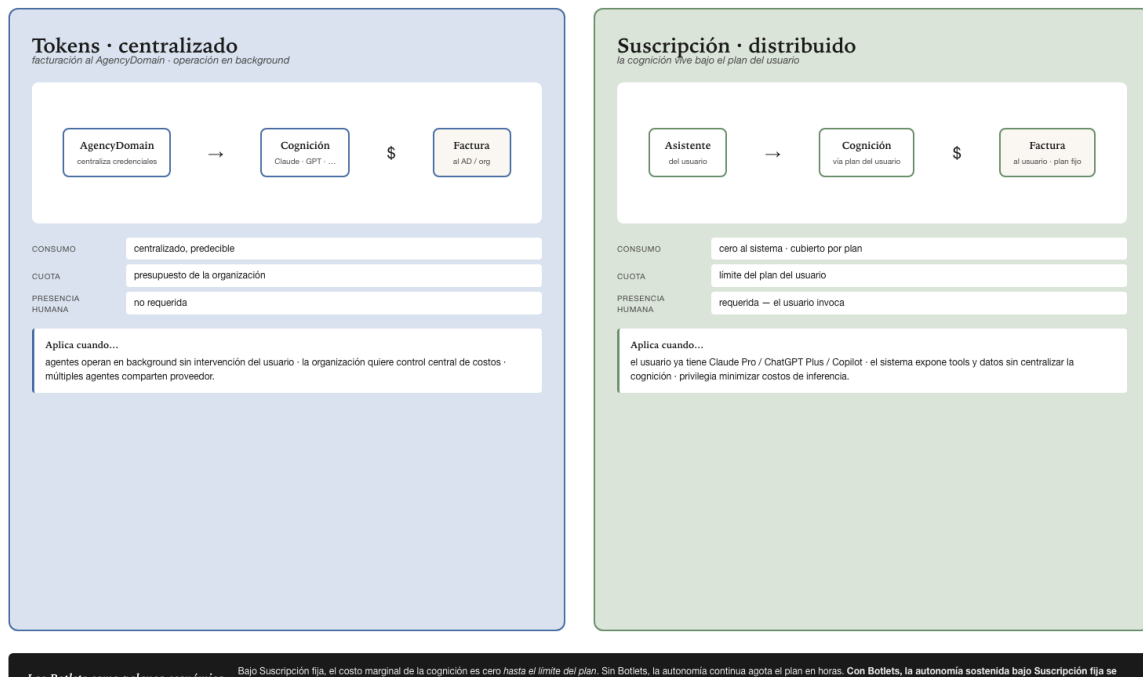 Tokens · centralizado
facturación al AgencyDomain · operación en background
AgencyDomain
centraliza credenciales
→
Cognición
Claude · GPT · ...
$
Factura
al AD / org
CONSUMO
centralizado, predecible
CUOTA
presupuesto de la organización
PRESENCIA
HUMANA
no requerida
Aplica cuando...
agentes operan en background sin intervención del usuario · la organización quiere control central de costos ·
múltiples agentes comparten proveedor.
Suscripción · distribuido
la cognición vive bajo el plan del usuario
Asistente
del usuario
→
Cognición
vía plan del usuario
$
Factura
al usuario · plan fijo
CONSUMO
cero al sistema · cubierto por plan
CUOTA
límite del plan del usuario
PRESENCIA
HUMANA
requerida — el usuario invoca
Aplica cuando...
el usuario ya tiene Claude Pro / ChatGPT Plus / Copilot · el sistema expone tools y datos sin centralizar la
cognición · privilegia minimizar costos de inferencia.
Bajo Suscripción fija, el costo marginal de la cognición es cero hasta el límite del plan. Sin Botlets, la autonomía continua agota el plan en horas. Con Botlets, la autonomía sostenida bajo Suscripción fija se